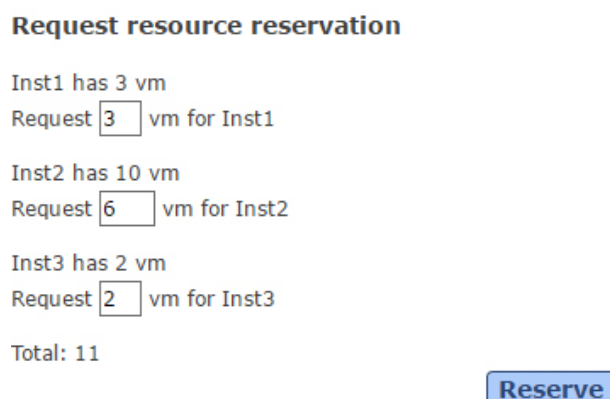 Request resource reservation
Inst1 has 3 vm
Request 3 vm for Inst1
Inst2 has 10 vm
Request 6 vm for Inst2
Inst3 has 2 vm
Request 2 vm for Inst3
Total: 11
Reserve